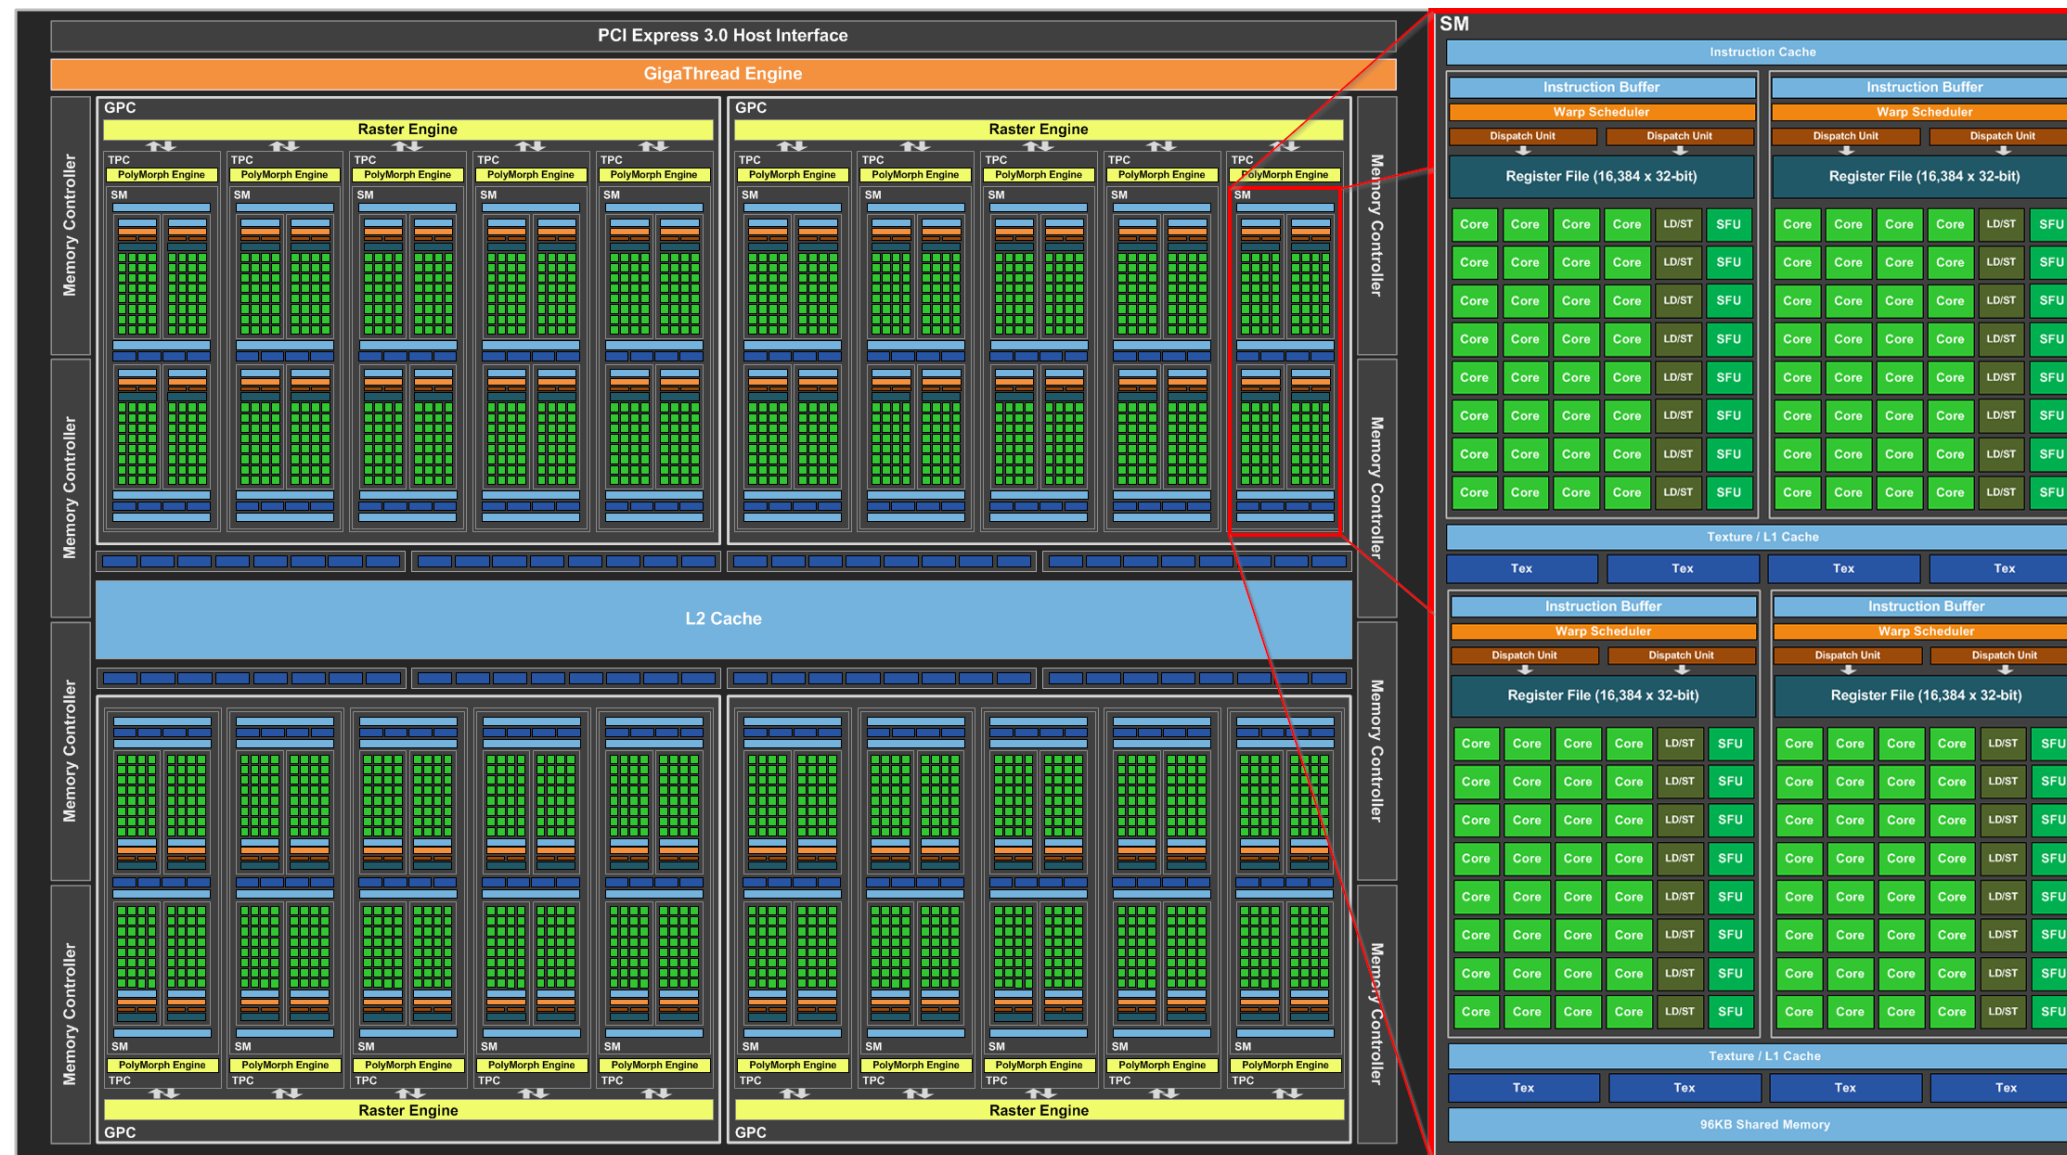 PCI Express 3.0 Host Interface
GigaThread Engine
Memory Controller
Memory Controller
Memory Controller
Memory Controller
GPC
Raster Engine
TPC TPC TPC TPC TPC
PolyMorph Engine PolyMorph Engine PolyMorph Engine PolyMorph Engine PolyMorph Engine
SM SM SM SM SM
GPC
Raster Engine
TPC TPC TPC TPC TPC
PolyMorph Engine PolyMorph Engine PolyMorph Engine PolyMorph Engine PolyMorph Engine
SM SM SM SM SM
L2 Cache
SM SM SM SM SM
PolyMorph Engine PolyMorph Engine PolyMorph Engine PolyMorph Engine PolyMorph Engine
TPC TPC TPC TPC TPC
Raster Engine
GPC
SM SM SM SM SM
PolyMorph Engine PolyMorph Engine PolyMorph Engine PolyMorph Engine PolyMorph Engine
TPC TPC TPC TPC TPC
Raster Engine
GPC
Memory Controller
Memory Controller
Memory Controller
Memory Controller
SM
Instruction Cache
Instruction Buffer Instruction Buffer
Warp Scheduler Warp Scheduler
Dispatch Unit Dispatch Unit Dispatch Unit Dispatch Unit
Register File (16,384 x 32-bit) Register File (16,384 x 32-bit)
Core Core Core Core LD/ST SFU Core Core Core Core LD/ST SFU
Core Core Core Core LD/ST SFU Core Core Core Core LD/ST SFU
Core Core Core Core LD/ST SFU Core Core Core Core LD/ST SFU
Core Core Core Core LD/ST SFU Core Core Core Core LD/ST SFU
Core Core Core Core LD/ST SFU Core Core Core Core LD/ST SFU
Core Core Core Core LD/ST SFU Core Core Core Core LD/ST SFU
Core Core Core Core LD/ST SFU Core Core Core Core LD/ST SFU
Core Core Core Core LD/ST SFU Core Core Core Core LD/ST SFU
Texture / L1 Cache
Tex Tex Tex Tex
Instruction Buffer Instruction Buffer
Warp Scheduler Warp Scheduler
Dispatch Unit Dispatch Unit Dispatch Unit Dispatch Unit
Register File (16,384 x 32-bit) Register File (16,384 x 32-bit)
Core Core Core Core LD/ST SFU Core Core Core Core LD/ST SFU
Core Core Core Core LD/ST SFU Core Core Core Core LD/ST SFU
Core Core Core Core LD/ST SFU Core Core Core Core LD/ST SFU
Core Core Core Core LD/ST SFU Core Core Core Core LD/ST SFU
Core Core Core Core LD/ST SFU Core Core Core Core LD/ST SFU
Core Core Core Core LD/ST SFU Core Core Core Core LD/ST SFU
Core Core Core Core LD/ST SFU Core Core Core Core LD/ST SFU
Core Core Core Core LD/ST SFU Core Core Core Core LD/ST SFU
Texture / L1 Cache
Tex Tex Tex Tex
96KB Shared Memory